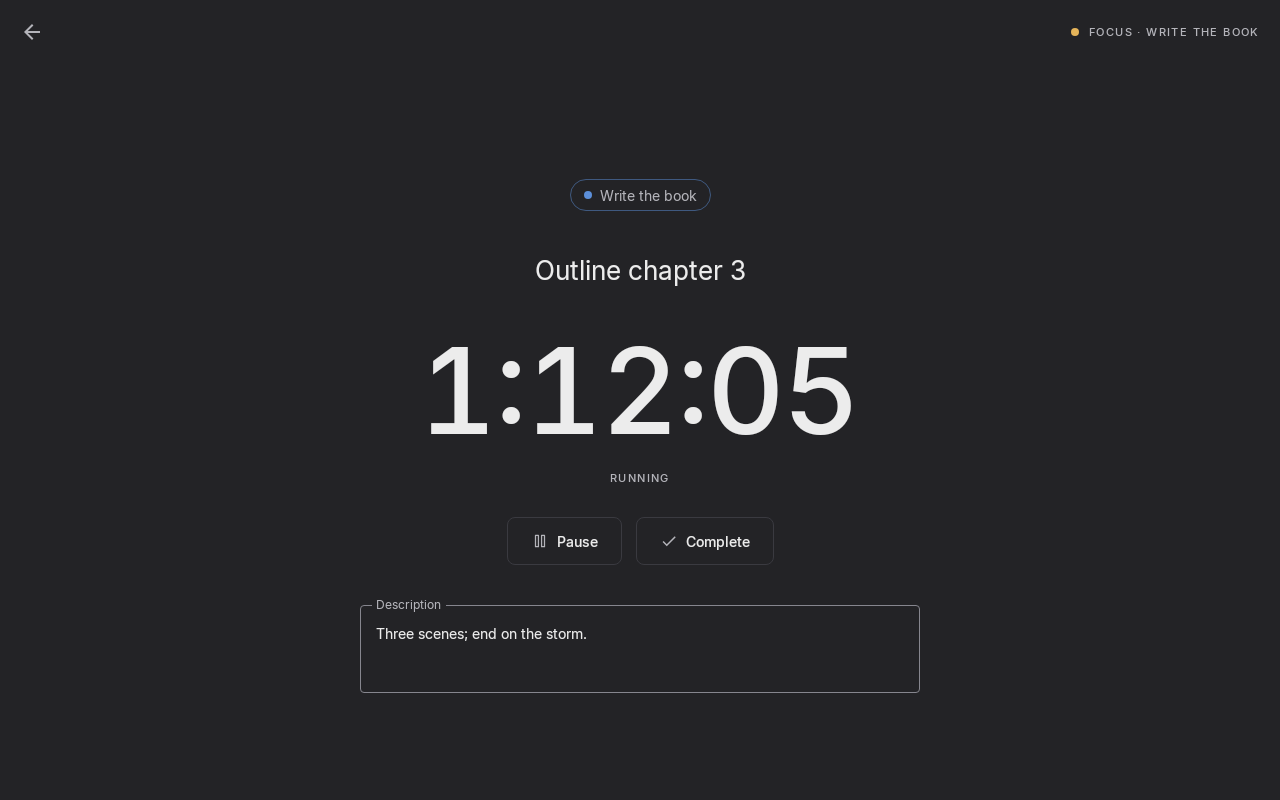 FOCUS · WRITE THE BOOK
Write the book
Outline chapter 3
1:12:05
RUNNING
Pause
Complete
Description
Three scenes; end on the storm.